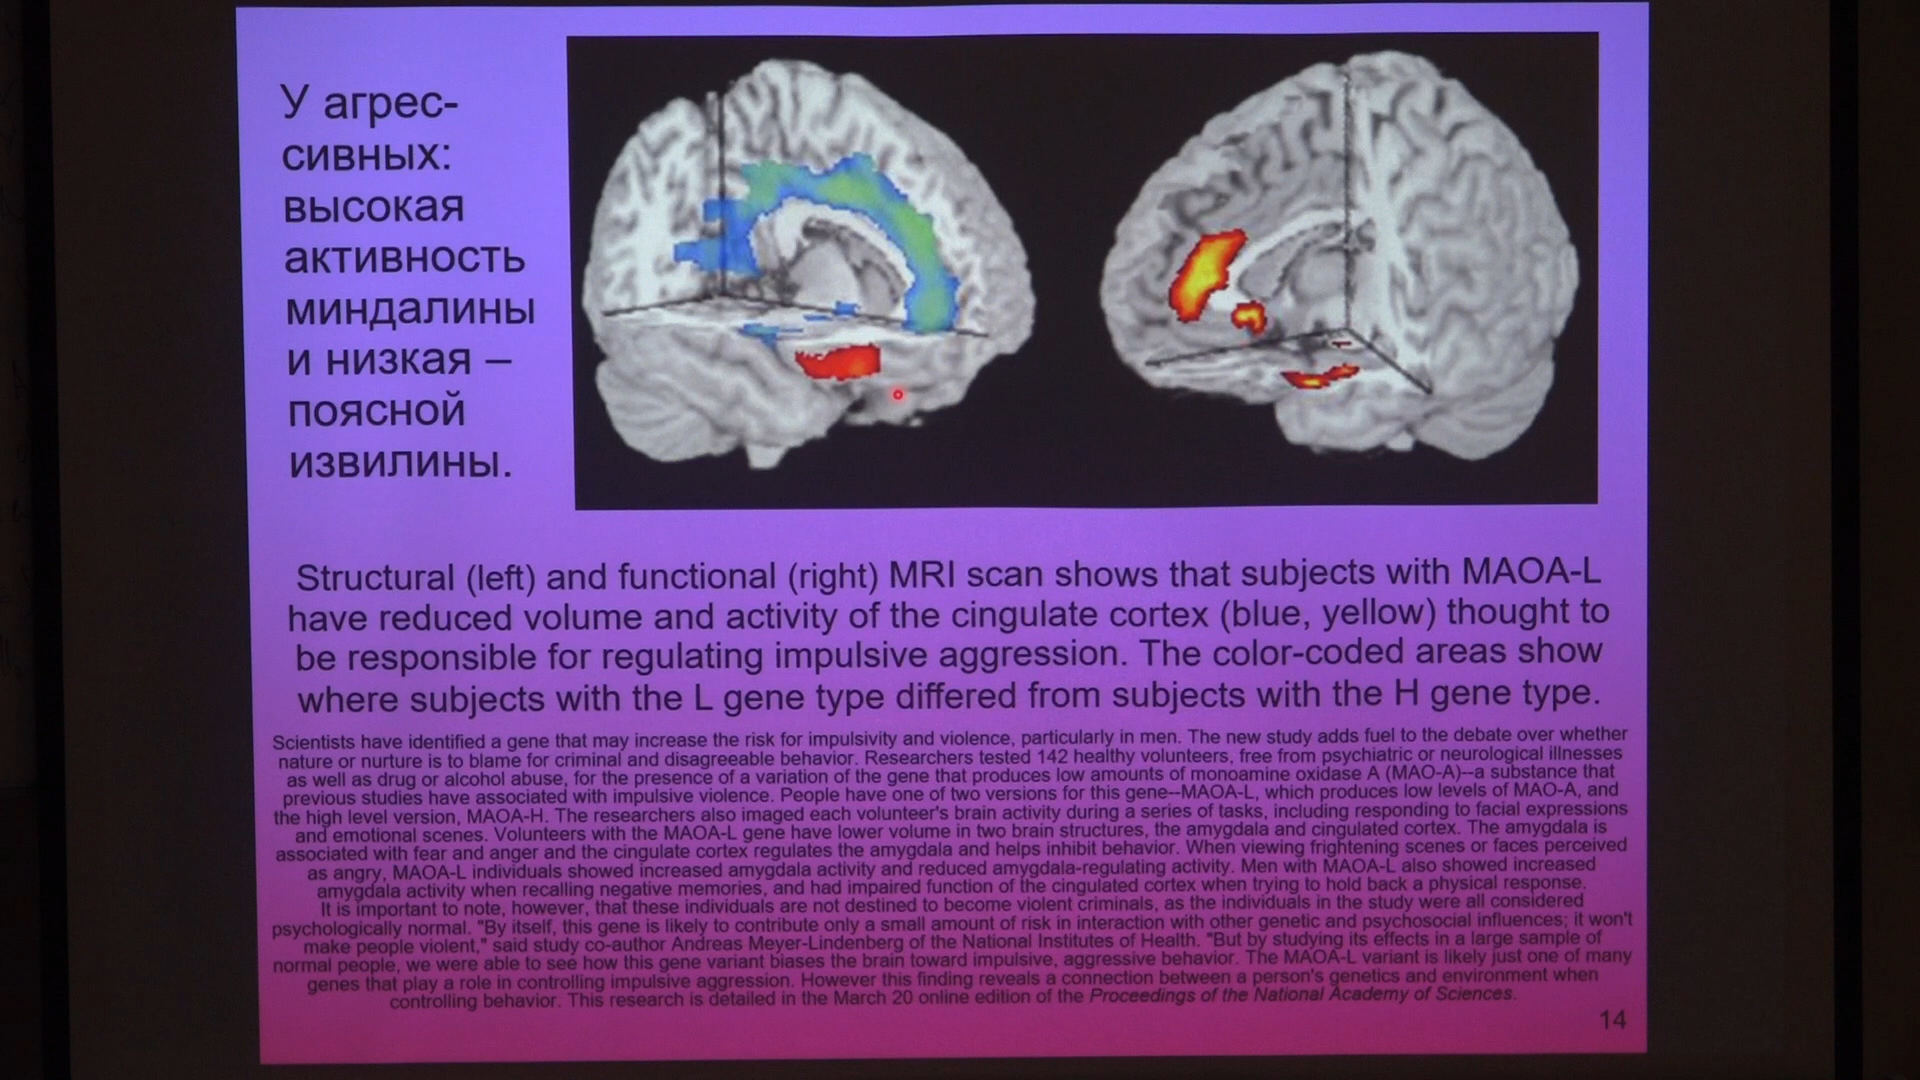 У агрес-
сивных:
высокая
активность
миндалины
и низкая –
поясной
извилины.
Structural (left) and functional (right) MRI scan shows that subjects with MAOA-L
have reduced volume and activity of the cingulate cortex (blue, yellow) thought to
be responsible for regulating impulsive aggression. The color-coded areas show
where subjects with the L gene type differed from subjects with the H gene type.
Scientists have identified a gene that may increase the risk for impulsivity and violence, particularly in men. The new study adds fuel to the debate over whether
nature or nurture is to blame for criminal and disagreeable behavior. Researchers tested 142 healthy volunteers, free from psychiatric or neurological illnesses
as well as drug or alcohol abuse, for the presence of a variation of the gene that produces low amounts of monoamine oxidase A (MAO-A)--a substance that
previous studies have associated with impulsive violence. People have one of two versions for this gene--MAOA-L, which produces low levels of MAO-A, and
the high level version, MAOA-H. The researchers also imaged each volunteer's brain activity during a series of tasks, including responding to facial expressions
and emotional scenes. Volunteers with the MAOA-L gene have lower volume in two brain structures, the amygdala and cingulated cortex. The amygdala is
associated with fear and anger and the cingulate cortex regulates the amygdala and helps inhibit behavior. When viewing frightening scenes or faces perceived
as angry, MAOA-L individuals showed increased amygdala activity and reduced amygdala-regulating activity. Men with MAOA-L also showed increased
amygdala activity when recalling negative memories, and had impaired function of the cingulated cortex when trying to hold back a physical response.
It is important to note, however, that these individuals are not destined to become violent criminals, as the individuals in the study were all considered
psychologically normal. "By itself, this gene is likely to contribute only a small amount of risk in interaction with other genetic and psychosocial influences; it won't
make people violent," said study co-author Andreas Meyer-Lindenberg of the National Institutes of Health. "But by studying its effects in a large sample of
normal people, we were able to see how this gene variant biases the brain toward impulsive, aggressive behavior. The MAOA-L variant is likely just one of many
genes that play a role in controlling impulsive aggression. However this finding reveals a connection between a person's genetics and environment when
controlling behavior. This research is detailed in the March 20 online edition of the Proceedings of the National Academy of Sciences.
14